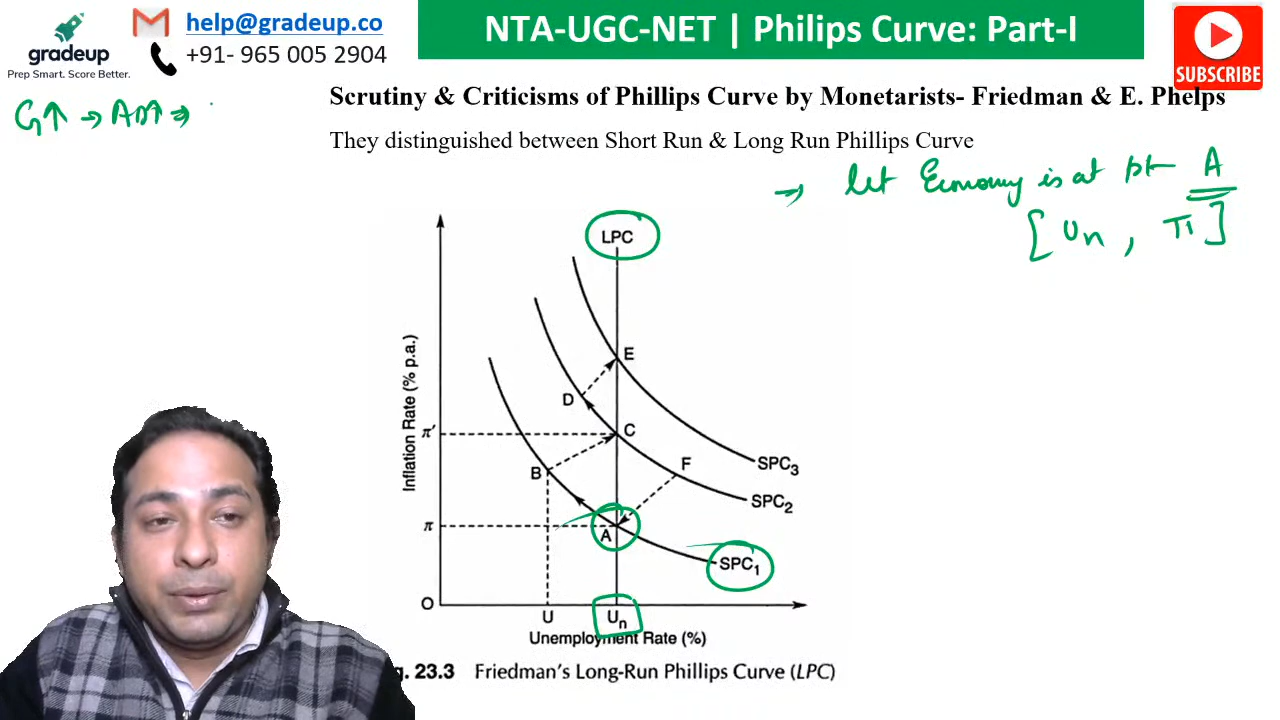 gradeup
Prep Smart. Score Better.
help@gradeup.co
+91- 965 005 2904
NTA-UGC-NET | Philips Curve: Part-I
SUBSCRIBE
G↑ → AD↑ →
Scrutiny & Criticisms of Phillips Curve by Monetarists- Friedman & E. Phelps
They distinguished between Short Run & Long Run Phillips Curve
→ let Economy is at pt A
[Un, π]
LPC
Inflation Rate (% p.a.)
E
D
π'
C
B
F
SPC3
SPC2
π
A
SPC1
O
U
Un
Unemployment Rate (%)
23.3 Friedman's Long-Run Phillips Curve (LPC)